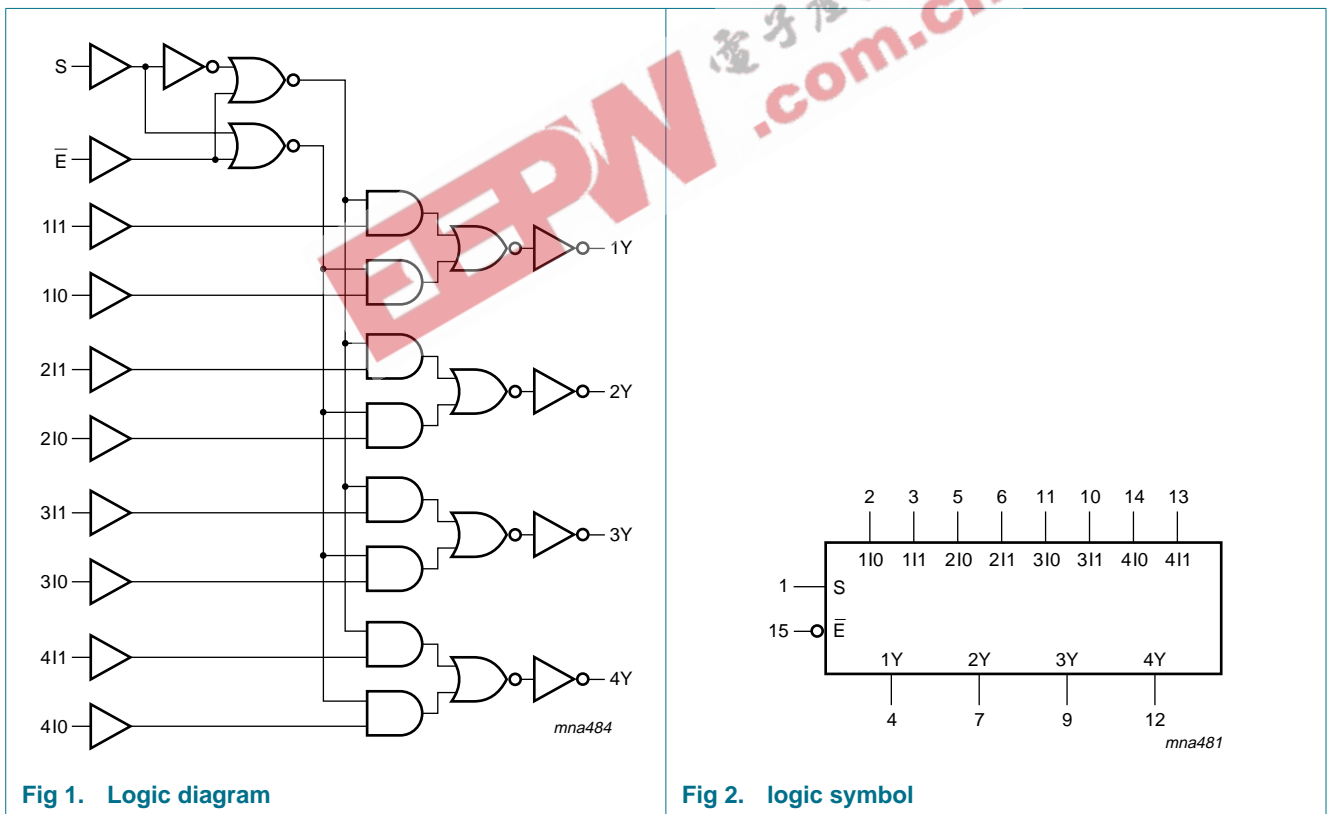 S
E
1I1
1I0
2I1
2I0
3I1
3I0
4I1
4I0
1Y
2Y
3Y
4Y
mna484
Fig 1. Logic diagram
EEPW
.com.cn
2 3 5 6 11 10 14 13
1I0 1I1 2I0 2I1 3I0 3I1 4I0 4I1
1 S
15 E
1Y 2Y 3Y 4Y
4 7 9 12
mna481
Fig 2. logic symbol